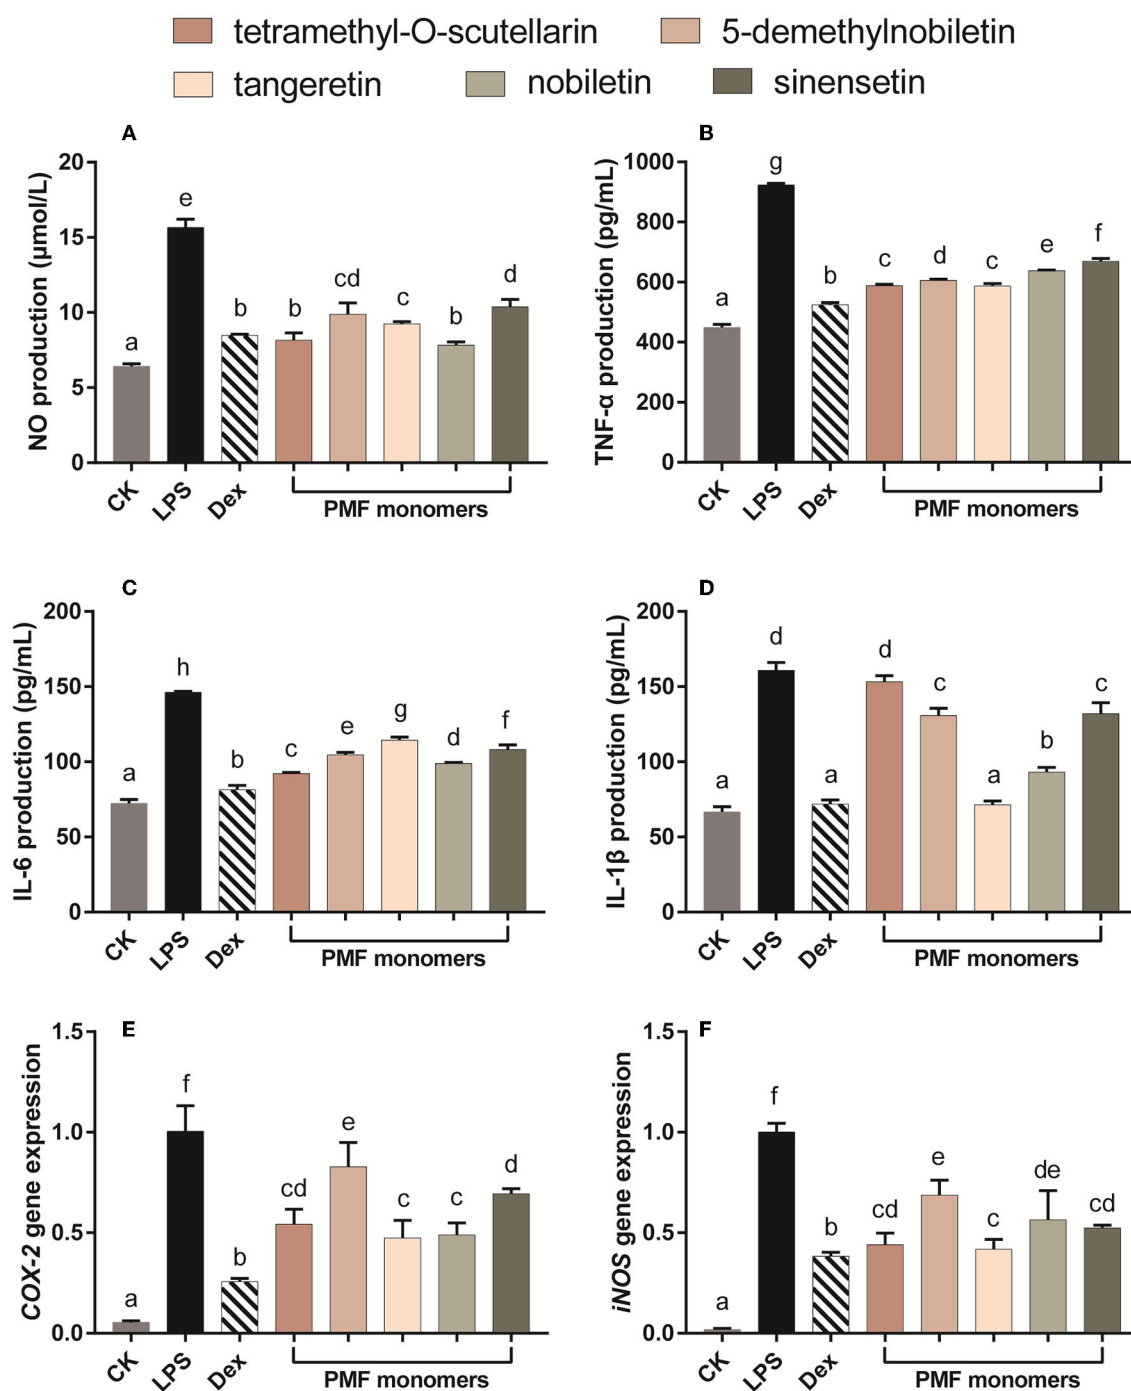 tetramethyl-O-scutellarin 5-demethylnobiletin
tangeretin nobiletin sinensetin
A
NO production (μmol/L)
20
15
10
5
0
a
e
b
b
cd
c
b
d
CK
LPS
Dex
PMF monomers
B
TNF-α production (pg/mL)
1000
800
600
400
200
0
a
g
b
c
d
c
e
f
CK
LPS
Dex
PMF monomers
C
IL-6 production (pg/mL)
200
150
100
50
0
a
h
b
c
e
g
d
f
CK
LPS
Dex
PMF monomers
D
IL-1β production (pg/mL)
200
150
100
50
0
a
d
a
d
c
a
b
c
CK
LPS
Dex
PMF monomers
E
COX-2 gene expression
1.5
1.0
0.5
0.0
a
f
b
cd
e
c
c
d
CK
LPS
Dex
PMF monomers
F
iNOS gene expression
1.5
1.0
0.5
0.0
a
f
b
cd
e
c
de
cd
CK
LPS
Dex
PMF monomers